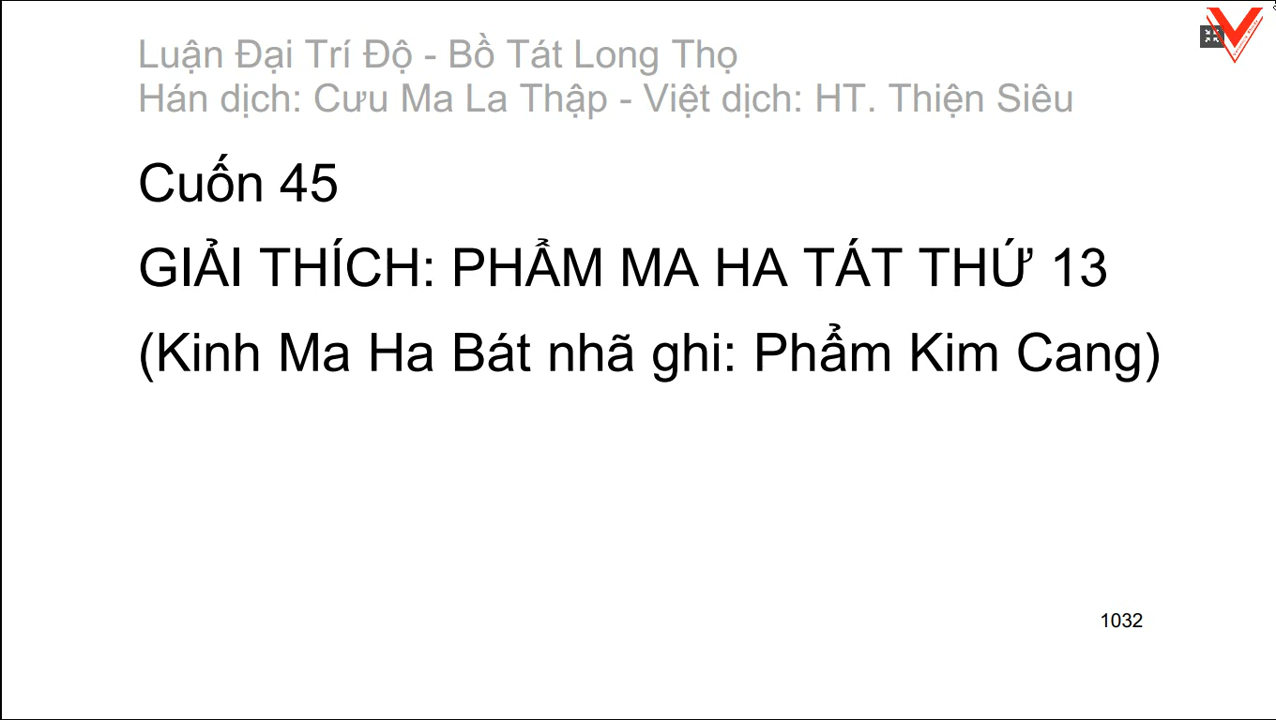 Luận Đại Trí Độ - Bồ Tát Long Thọ
Hán dịch: Cưu Ma La Thập - Việt dịch: HT. Thiện Siêu
Cuốn 45
GIẢI THÍCH: PHẨM MA HA TÁT THỨ 13
(Kinh Ma Ha Bát nhã ghi: Phẩm Kim Cang)
1032